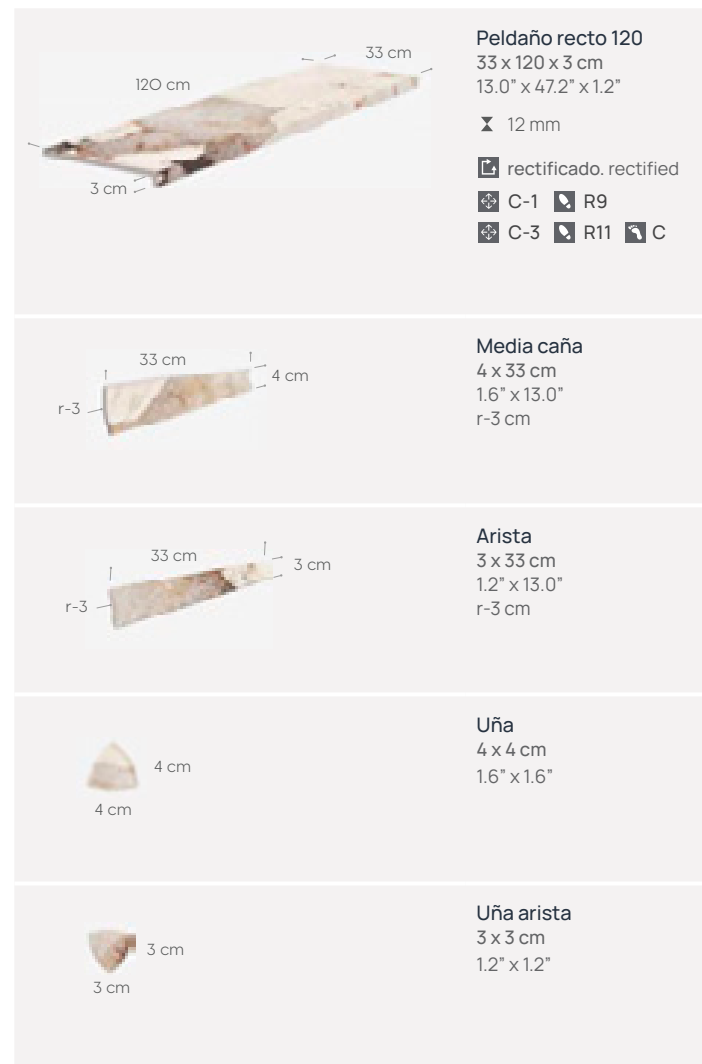 120 cm
33 cm
3 cm
Peldaño recto 120
33 x 120 x 3 cm
13.0” x 47.2” x 1.2”
12 mm
rectificado. rectified
C-1 R9
C-3 R11 C
33 cm
4 cm
r-3
Media caña
4 x 33 cm
1.6” x 13.0”
r-3 cm
33 cm
3 cm
r-3
Arista
3 x 33 cm
1.2” x 13.0”
r-3 cm
4 cm
4 cm
Uña
4 x 4 cm
1.6” x 1.6”
3 cm
3 cm
Uña arista
3 x 3 cm
1.2” x 1.2”